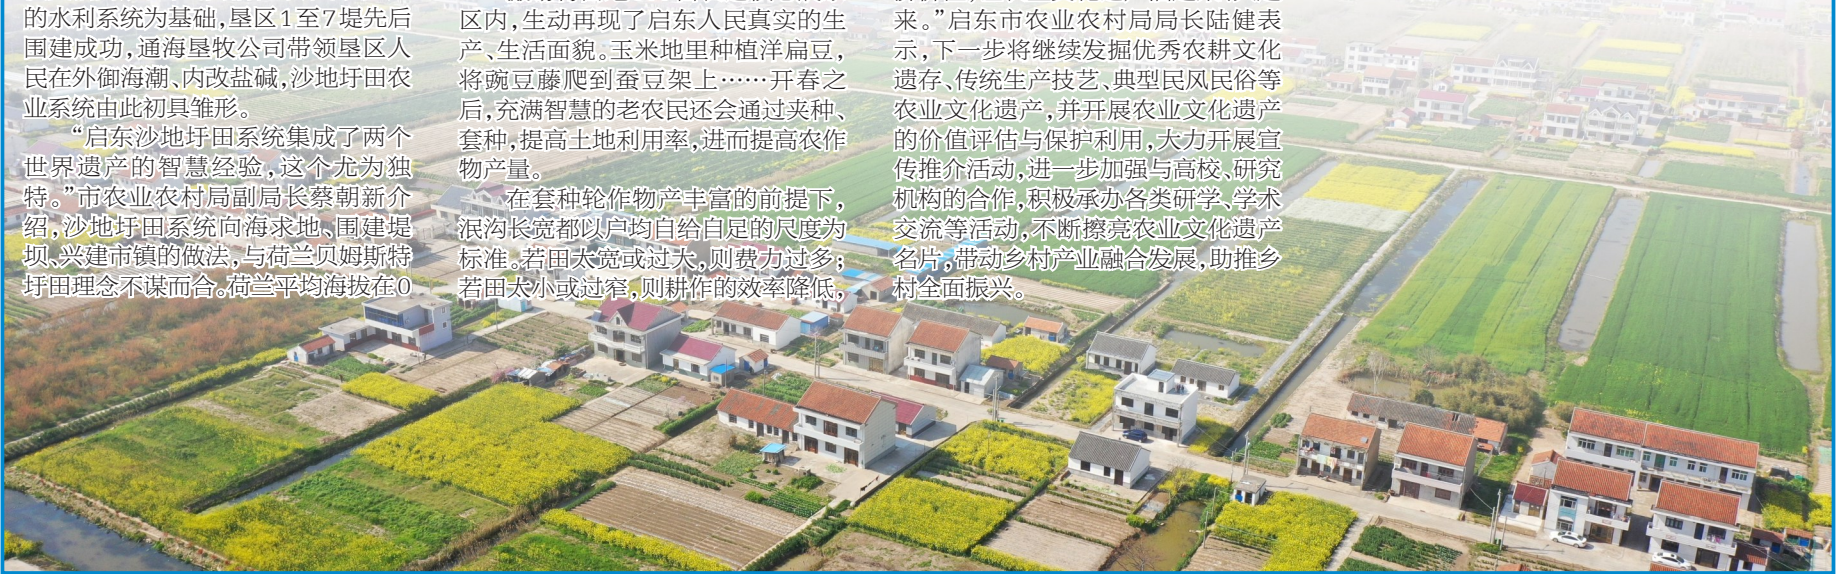 的水利系统为基础，垦区1至7堤先后
围建成功，通海垦牧公司带领垦区人
民在外御海潮、内改盐碱，沙地圩田农
业系统由此初具雏形。
“启东沙地圩田系统集成了两个
世界遗产的智慧经验，这个尤为独
特。”市农业农村局副局长蔡朝新介
绍，沙地圩田系统向海求地、围建堤
坝、兴建市镇的做法，与荷兰贝姆斯特
圩田理念不谋而合。荷兰平均海拔在0
区内，生动再现了启东人民真实的生
产、生活面貌。玉米地里种植洋扁豆，
将豌豆藤爬到蚕豆架上……开春之
后，充满智慧的老农民还会通过夹种、
套种，提高土地利用率，进而提高农作
物产量。
在套种轮作物产丰富的前提下，
泯沟长宽都以户均自给自足的尺度为
标准。若田太宽或过大，则费力过多；
若田太小或过窄，则耕作的效率降低，
来。”启东市农业农村局局长陆健表
示，下一步将继续发掘优秀农耕文化
遗存、传统生产技艺、典型民风民俗等
农业文化遗产，并开展农业文化遗产
的价值评估与保护利用，大力开展宣
传推介活动，进一步加强与高校、研究
机构的合作，积极承办各类研学、学术
交流等活动，不断擦亮农业文化遗产
名片，带动乡村产业融合发展，助推乡
村全面振兴。